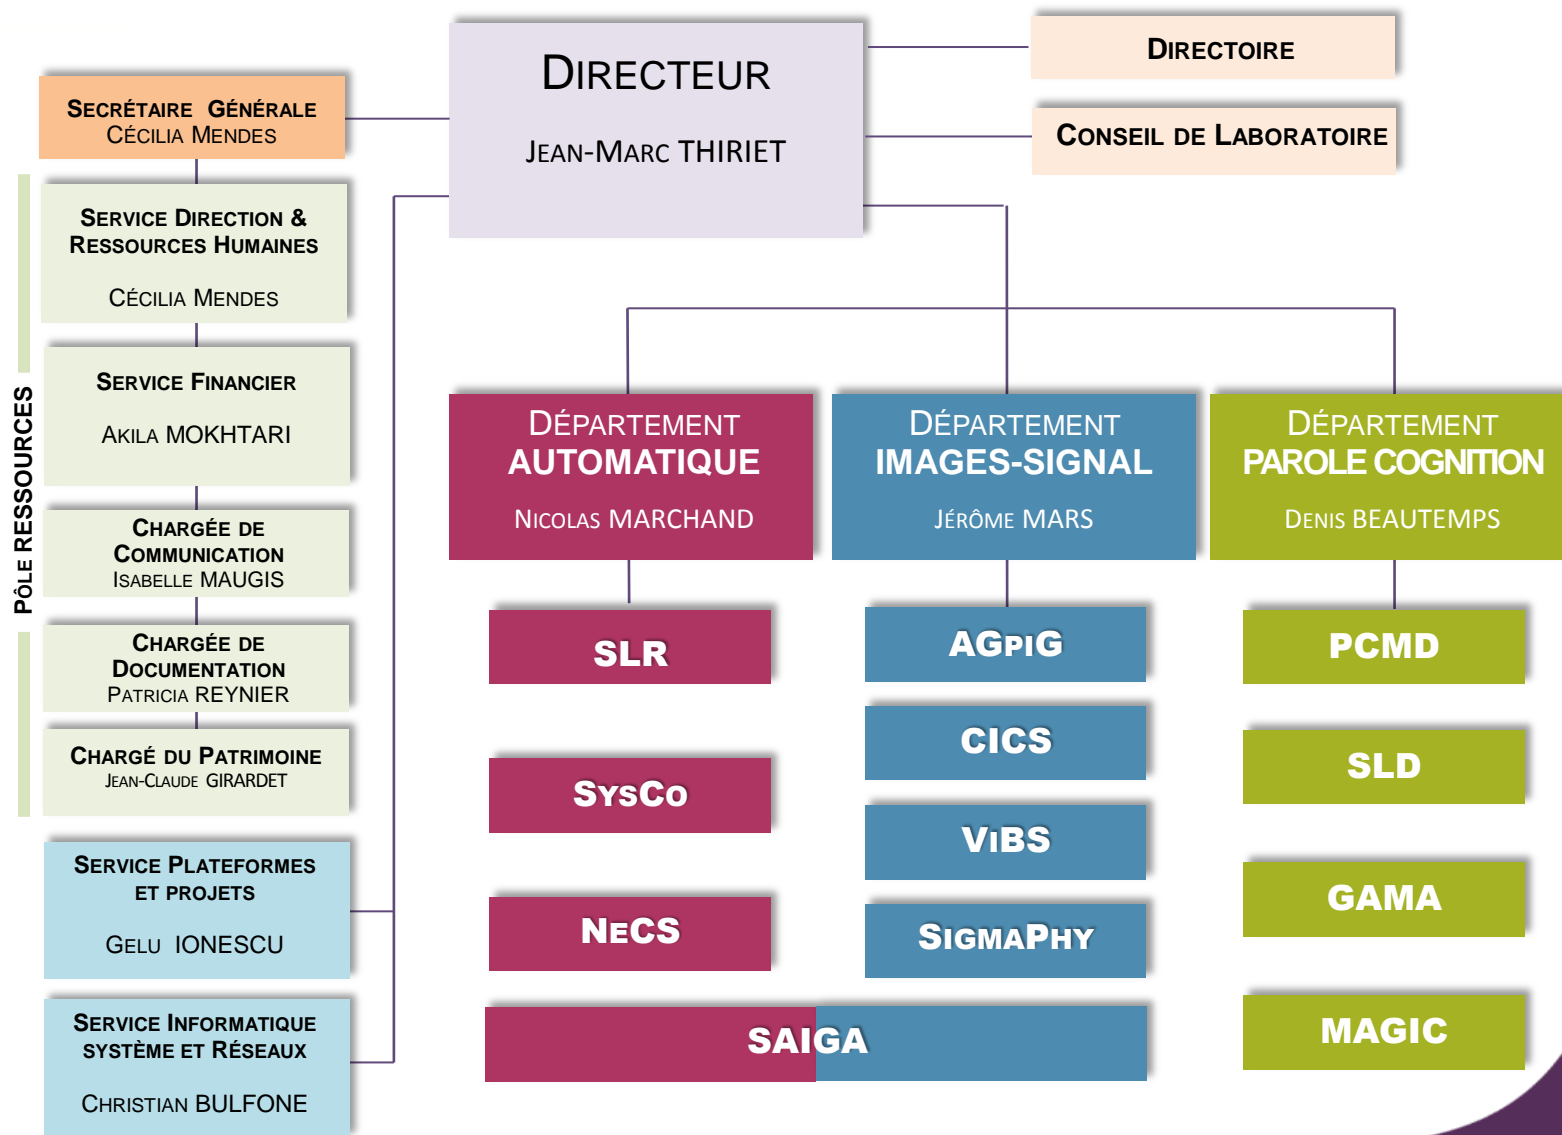 DIRECTEUR
JEAN-MARC THIRIET
DIRECTOIRE
CONSEIL DE LABORATOIRE
SECRÉTAIRE GÉNÉRALE
CÉCILIA MENDES
PÔLE RESSOURCES
SERVICE DIRECTION &
RESSOURCES HUMAINES
CÉCILIA MENDES
SERVICE FINANCIER
AKILA MOKHTARI
CHARGÉE DE
COMMUNICATION
ISABELLE MAUGIS
CHARGÉE DE
DOCUMENTATION
PATRICIA REYNIER
CHARGÉ DU PATRIMOINE
JEAN-CLAUDE GIRARDET
SERVICE PLATEFORMES
ET PROJETS
GELU IONESCU
SERVICE INFORMATIQUE
SYSTÈME ET RÉSEAUX
CHRISTIAN BULFONE
DÉPARTEMENT
AUTOMATIQUE
NICOLAS MARCHAND
SLR
SYSCO
NECS
DÉPARTEMENT
IMAGES-SIGNAL
JÉRÔME MARS
AGPIG
CICS
VIBS
SIGMAPHY
SAIGA
DÉPARTEMENT
PAROLE COGNITION
DENIS BEAUTEMPS
PCMD
SLD
GAMA
MAGIC